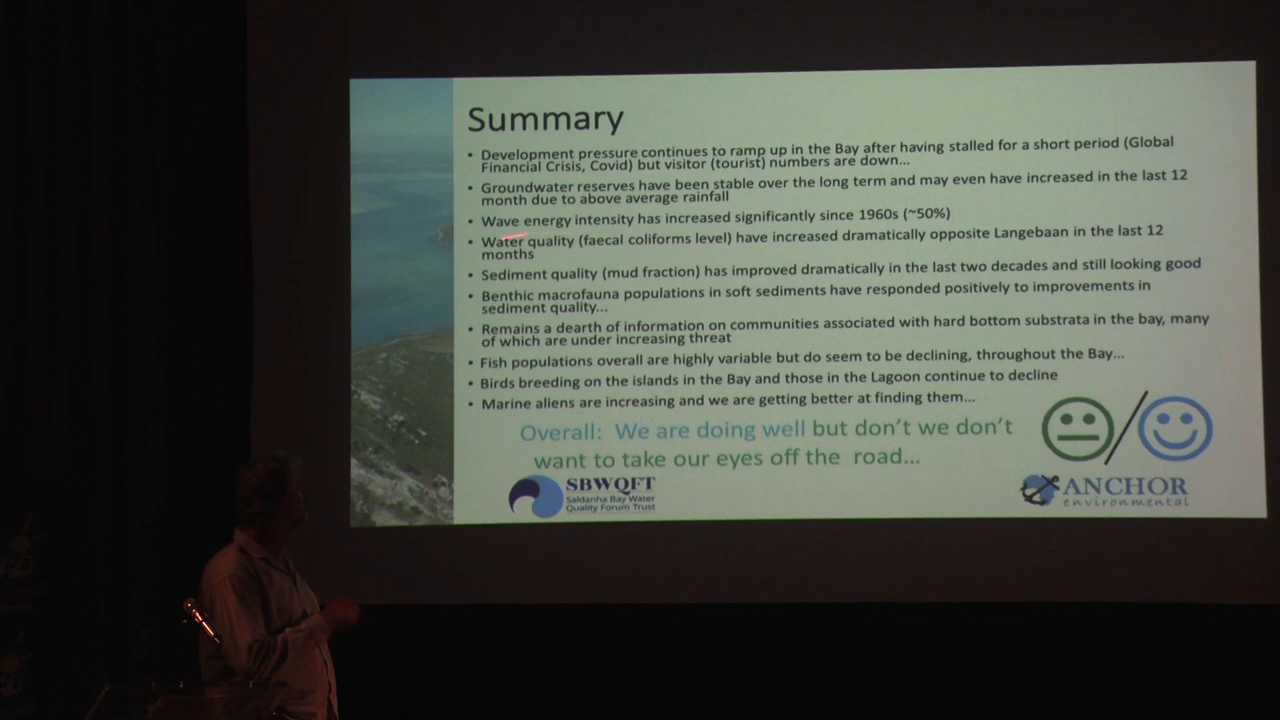 Summary
• Development pressure continues to ramp up in the Bay after having stalled for a short period (Global
Financial Crisis, Covid) but visitor (tourist) numbers are down...
• Groundwater reserves have been stable over the long term and may even have increased in the last 12
month due to above average rainfall
• Wave energy intensity has increased significantly since 1960s (~50%)
• Water quality (faecal coliforms level) have increased dramatically opposite Langebaan in the last 12
months
• Sediment quality (mud fraction) has improved dramatically in the last two decades and still looking good
• Benthic macrofauna populations in soft sediments have responded positively to improvements in
sediment quality...
• Remains a dearth of information on communities associated with hard bottom substrata in the bay, many
of which are under increasing threat
• Fish populations overall are highly variable but do seem to be declining, throughout the Bay...
• Birds breeding on the islands in the Bay and those in the Lagoon continue to decline
• Marine aliens are increasing and we are getting better at finding them...
Overall: We are doing well but don't we don't
want to take our eyes off the road...
SBWQFT
Saldanha Bay Water
Quality Forum Trust
ANCHOR
environmental